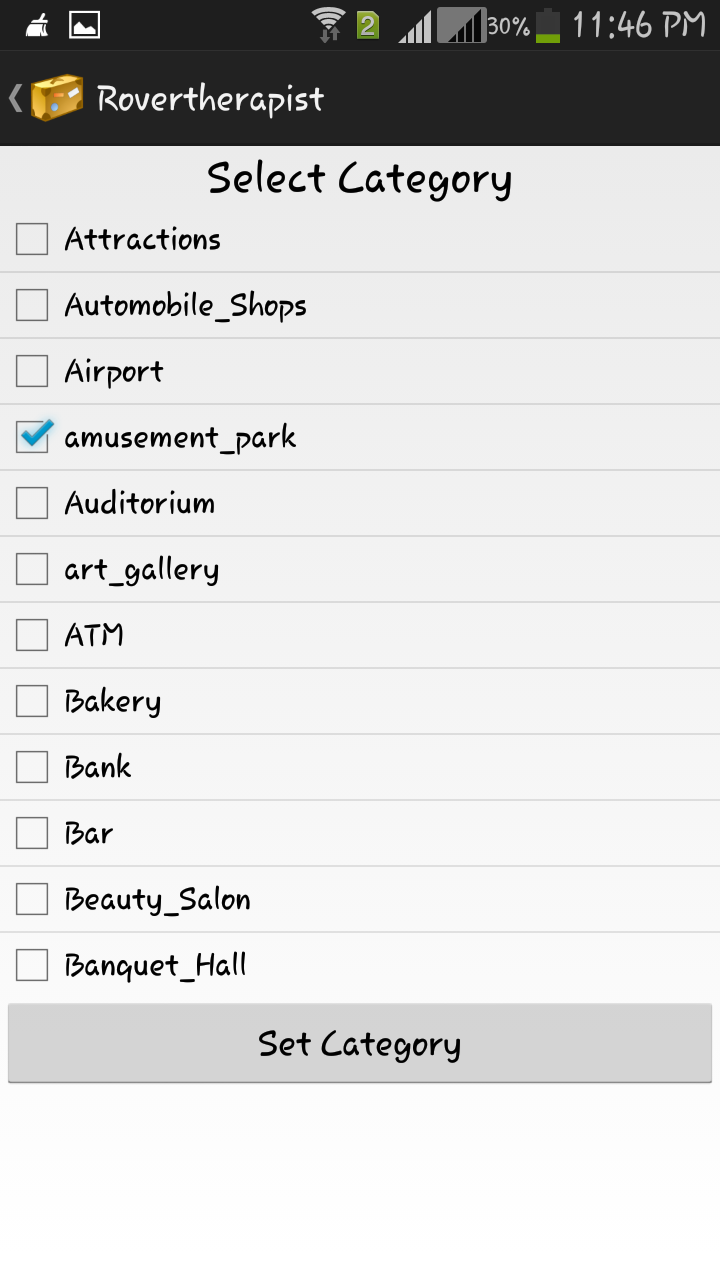 2 30% 11:46 PM
Rovertherapist
Select Category
Attractions
Automobile_Shops
Airport
amusement_park
Auditorium
art_gallery
ATM
Bakery
Bank
Bar
Beauty_Salon
Banquet_Hall
Set Category